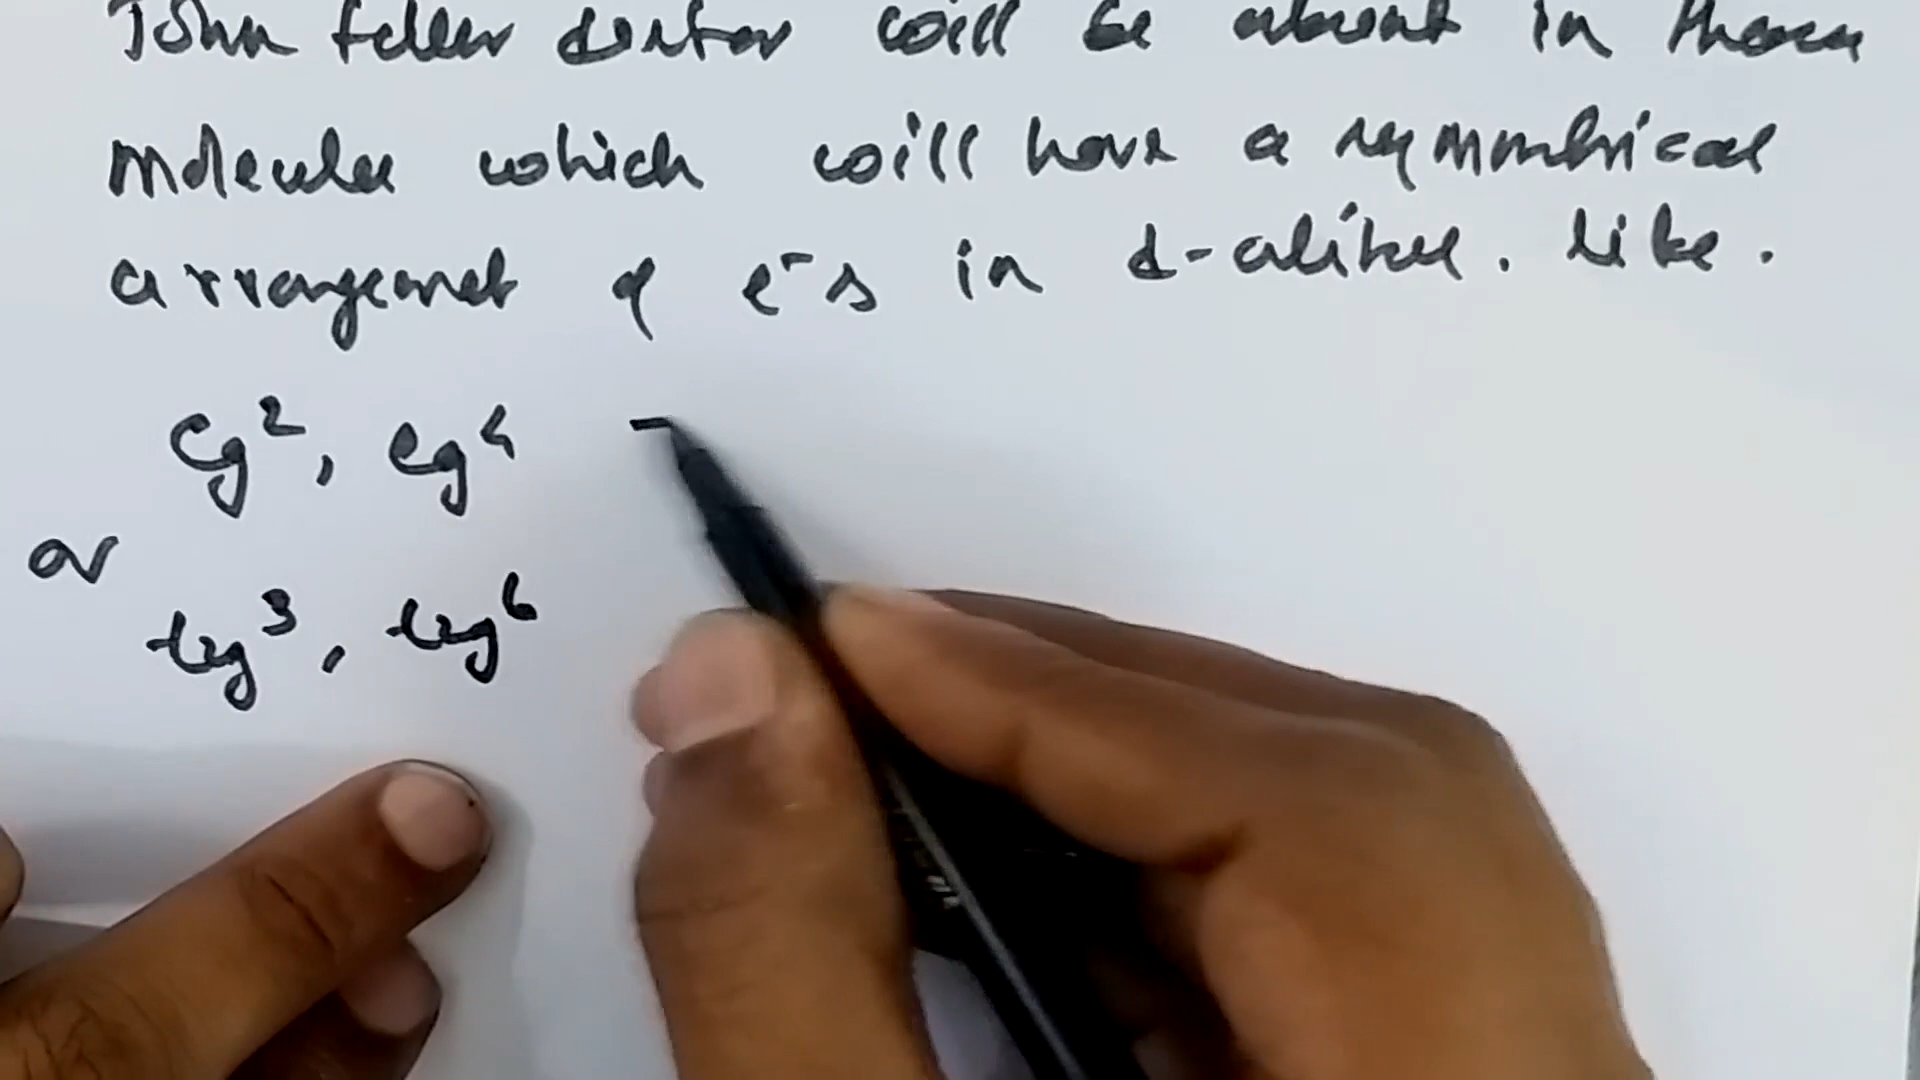 John teller distor will be absent in those
molecules which will have a symmetrical
arrangement of e⁻s in d-orbital. Like.
eg², eg⁴ -
or
t₂g³, t₂g⁶